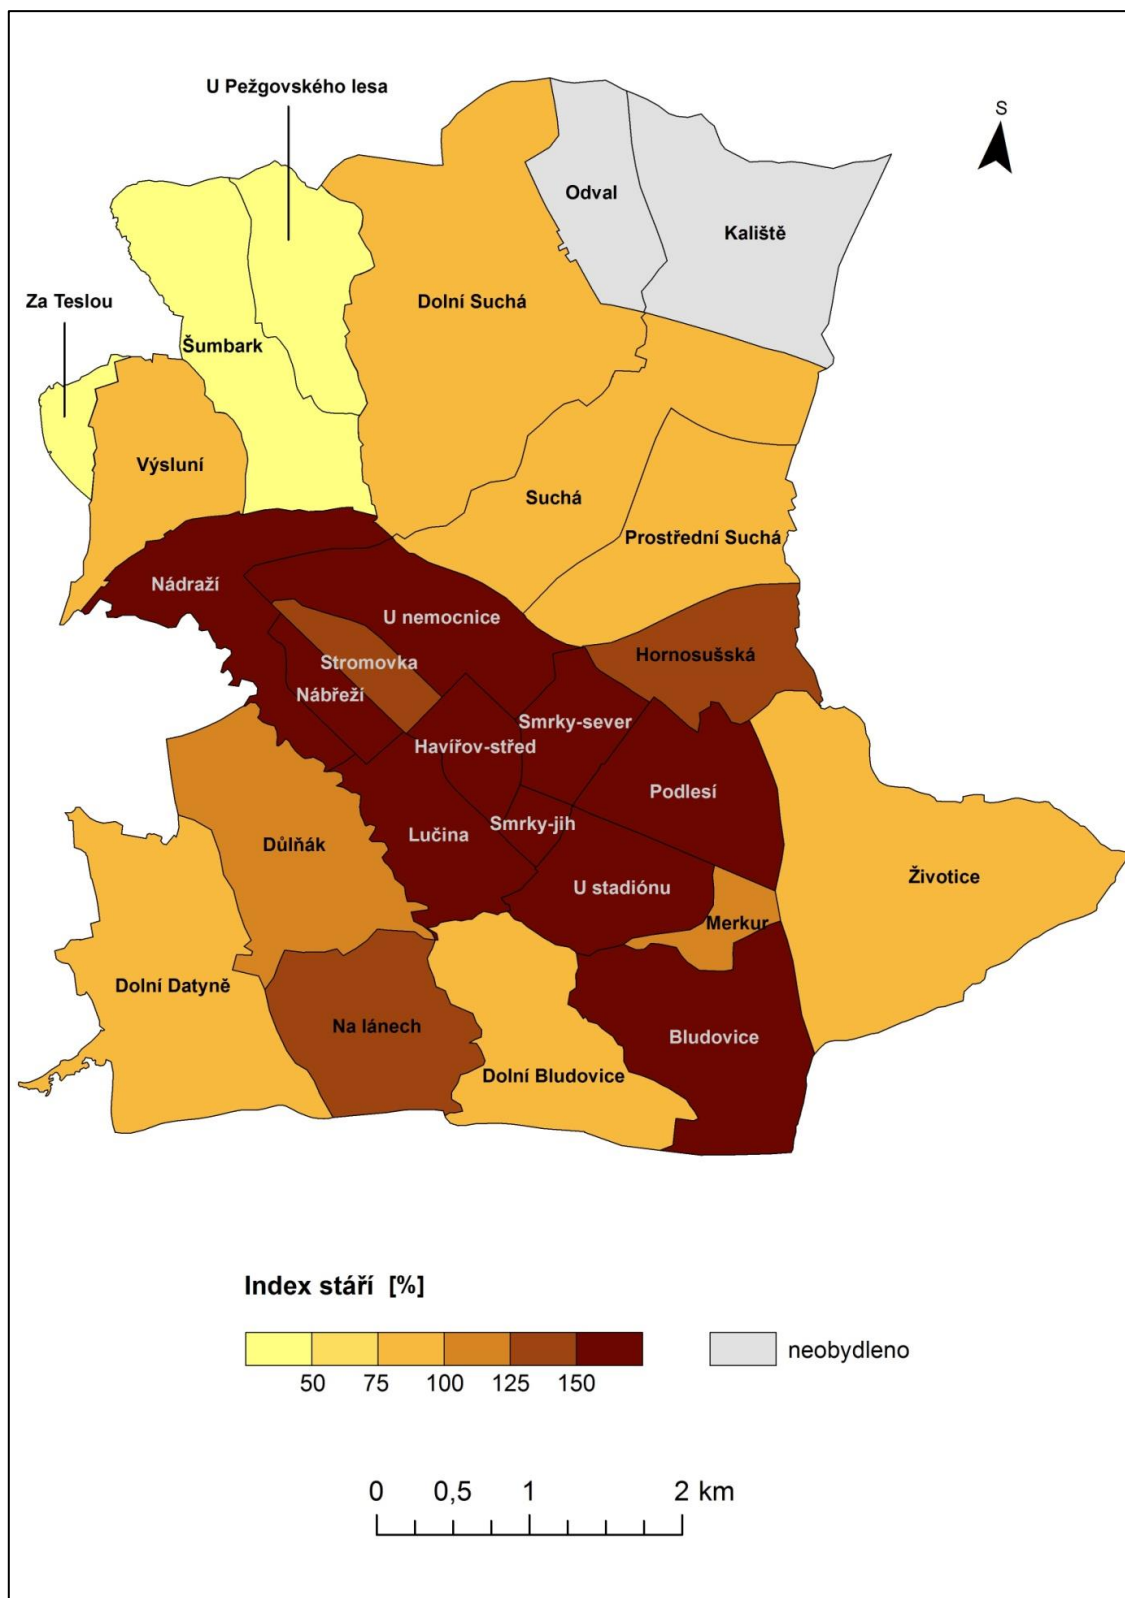 U Pežgovského lesa
S
Odval
Kaliště
Za Teslou
Dolní Suchá
Šumbark
Výsluní
Suchá
Prostřední Suchá
Nádraží
U nemocnice
Stromovka
Hornosušská
Nábřeží
Smrky-sever
Havířov-střed
Podlesí
Smrky-jih
Lučina
Důlňák
U stadiónu
Životice
Merkur
Dolní Datyně
Na lánech
Bludovice
Dolní Bludovice
Index stáří [%]
neobydleno
50 75 100 125 150
0 0,5 1 2 km